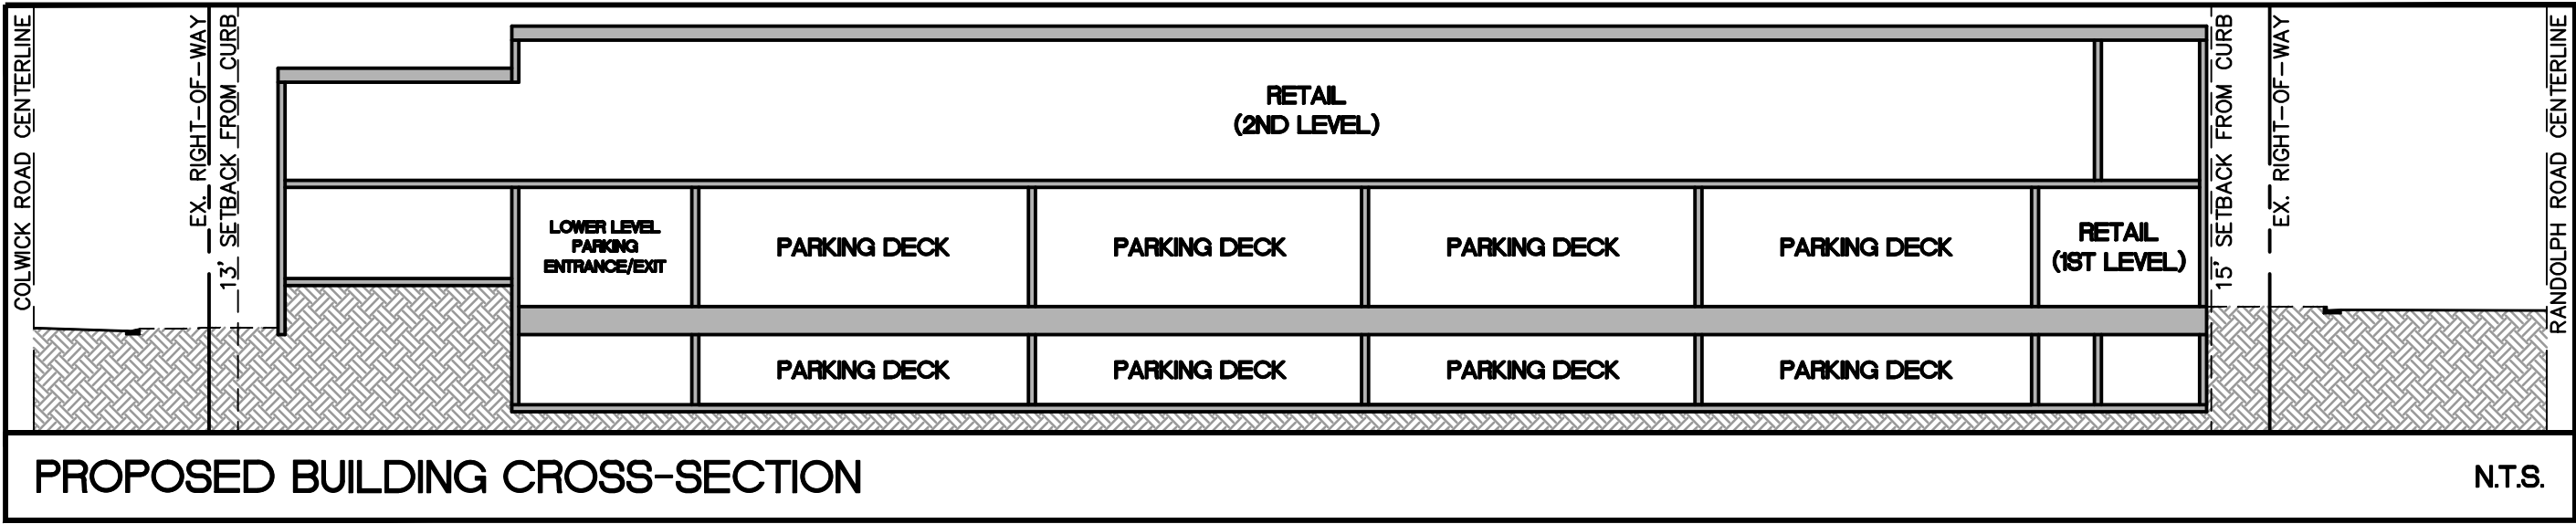 COLWICK ROAD CENTERLINE
EX. RIGHT-OF-WAY
13' SETBACK FROM CURB
RETAIL
(2ND LEVEL)
LOWER LEVEL
PARKING
ENTRANCE/EXIT
PARKING DECK
PARKING DECK
PARKING DECK
PARKING DECK
RETAIL
(1ST LEVEL)
PARKING DECK
PARKING DECK
PARKING DECK
PARKING DECK
15' SETBACK FROM CURB
EX. RIGHT-OF-WAY
RANDOLPH ROAD CENTERLINE
PROPOSED BUILDING CROSS-SECTION
N.T.S.